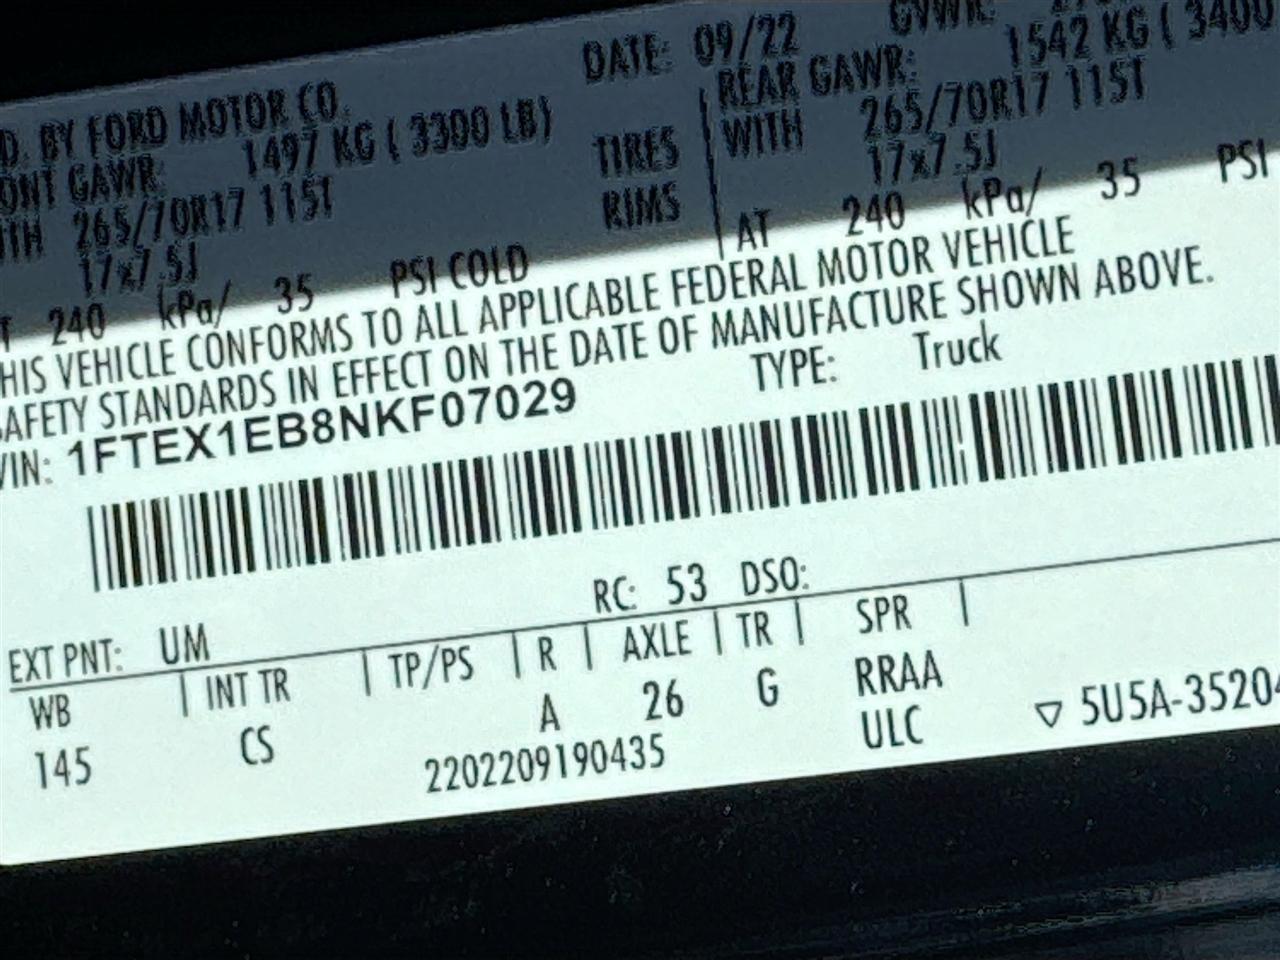 DATE: 09/22 GVWR:
D. BY FORD MOTOR CO.
ONT GAWR: 1497 KG ( 3300 LB) REAR GAWR: 1542 KG ( 3400
ITH 265/70R17 115T TIRES WITH 265/70R17 115T
17x7.5J RIMS 17x7.5J
T 240 kPa/ 35 PSI COLD AT 240 kPa/ 35 PSI
HIS VEHICLE CONFORMS TO ALL APPLICABLE FEDERAL MOTOR VEHICLE
SAFETY STANDARDS IN EFFECT ON THE DATE OF MANUFACTURE SHOWN ABOVE.
VIN: 1FTEX1EB8NKF07029 TYPE: Truck
EXT PNT: UM RC: 53 DSO:
WB | INT TR | TP/PS | R | AXLE | TR | SPR |
145 CS A 26 G RRAA
2202209190435 ULC ▽ 5U5A-35204